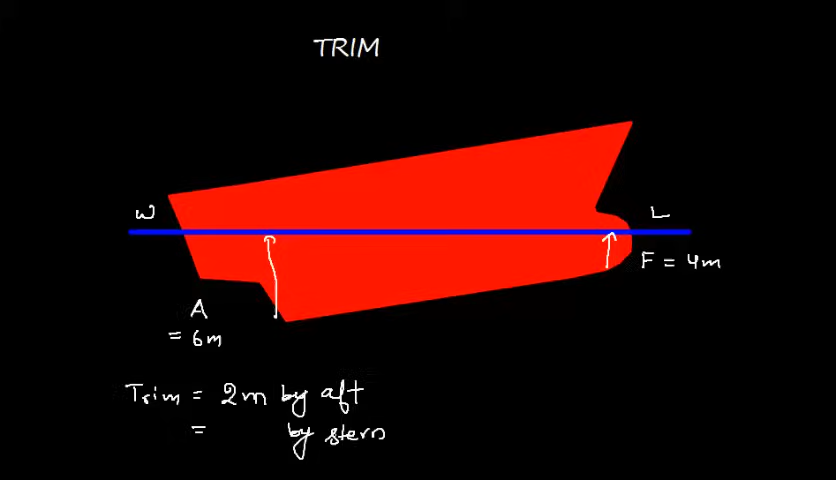 TRIM
W
L
F = 4m
A
= 6m
Trim = 2m by aft
= by stern